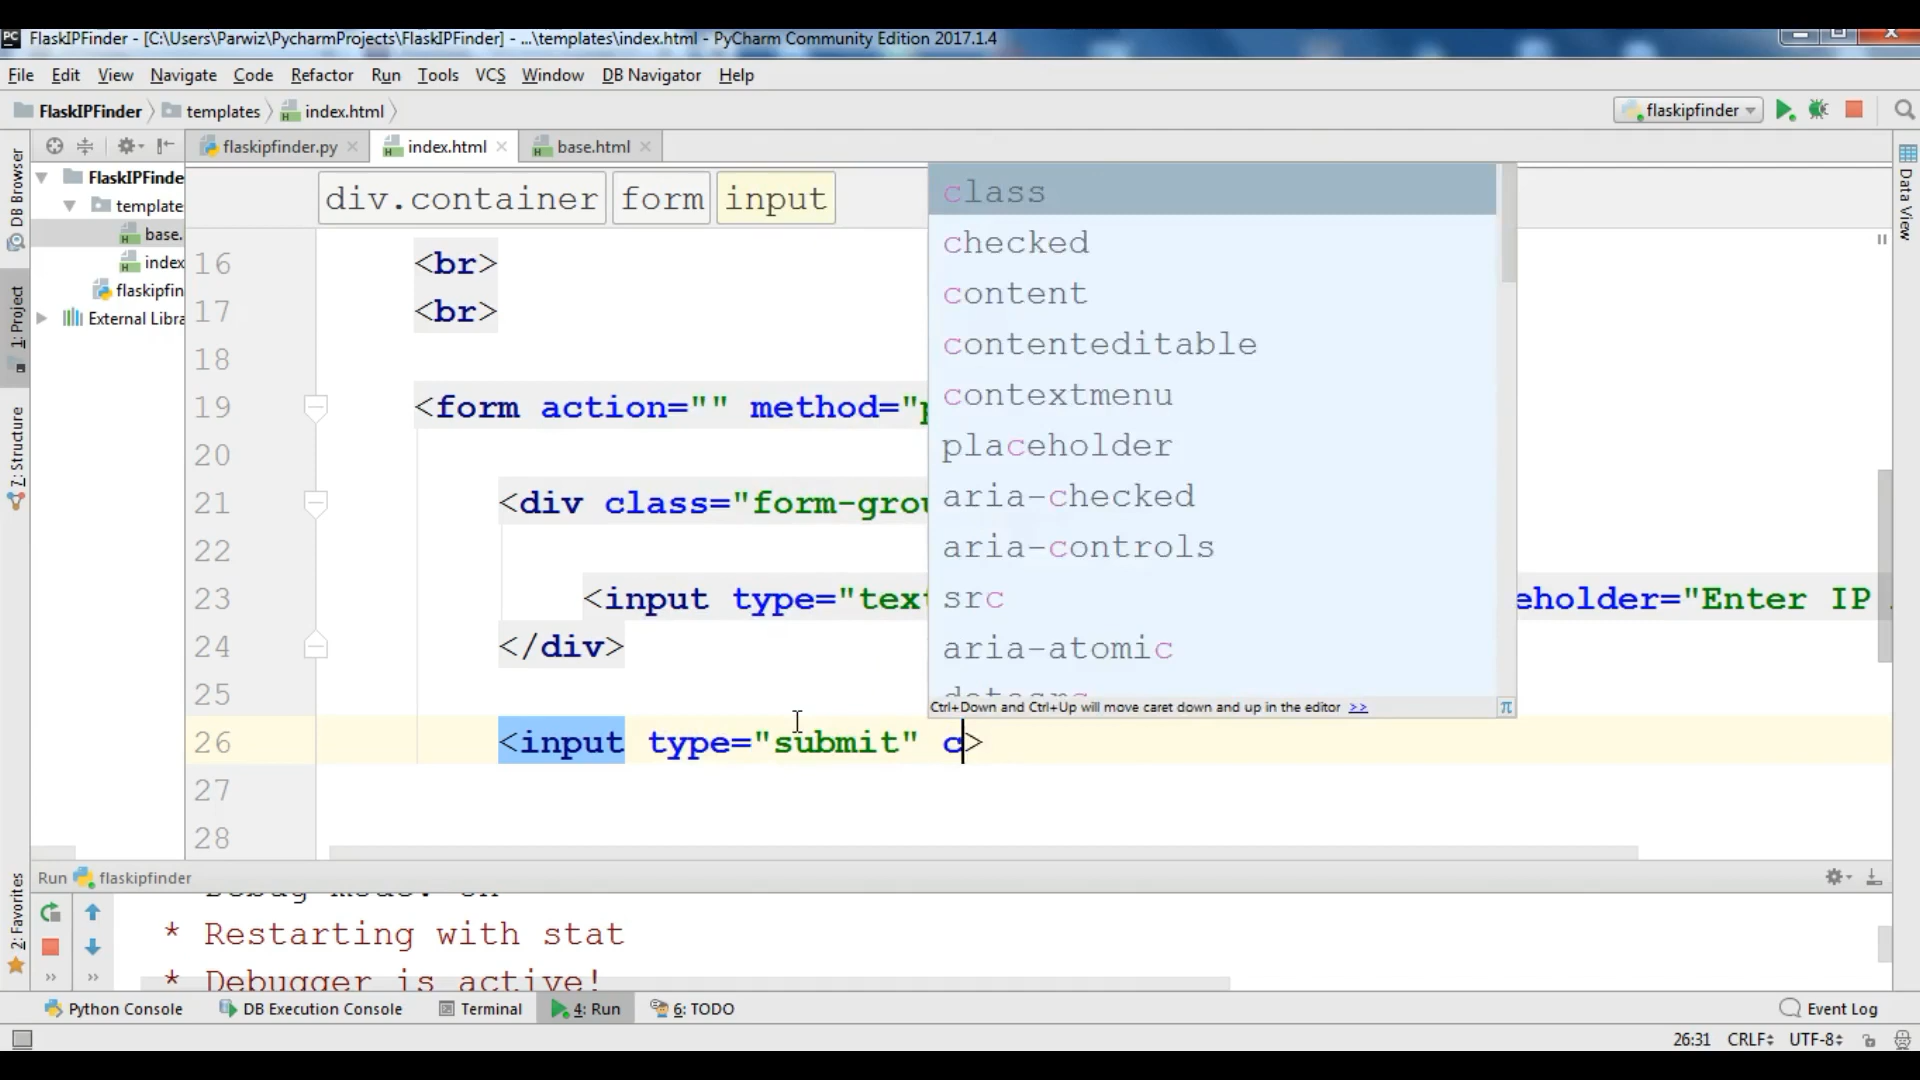 FlaskIPFinder - [C:\Users\Parwiz\PycharmProjects\FlaskIPFinder] - ...\templates\index.html - PyCharm Community Edition 2017.1.4
File Edit View Navigate Code Refactor Run Tools VCS Window DB Navigator Help
FlaskIPFinder templates index.html flaskipfinder
flaskipfinder.py index.html base.html
DB Browser
1: Project
7: Structure
2: Favorites
Data View
FlaskIPFinde
template
base.
index
flaskipfin
External Libra
div.container form input
16 <br>
17 <br>
18
19 <form action="" method="p
20
21 <div class="form-grou
22
23 <input type="text eholder="Enter IP
24 </div>
25
26 <input type="submit" c>
27
28
class
checked
content
contenteditable
contextmenu
placeholder
aria-checked
aria-controls
src
aria-atomic
Ctrl+Down and Ctrl+Up will move caret down and up in the editor >>
π
Run flaskipfinder
* Restarting with stat
* Debugger is active!
Python Console DB Execution Console Terminal 4: Run 6: TODO Event Log
26:31 CRLF UTF-8